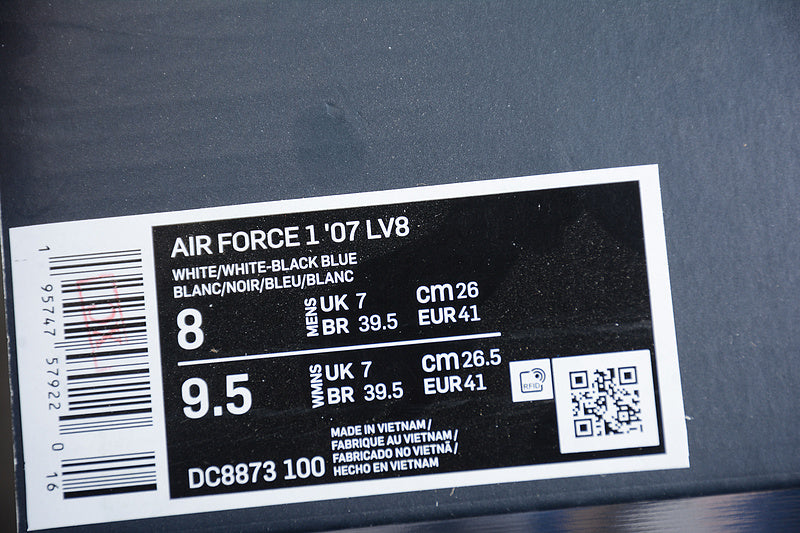 AIR FORCE 1 '07 LV8
WHITE/WHITE-BLACK BLUE
BLANC/NOIR/BLEU/BLANC
8
MENS
UK 7
BR 39.5
cm 26
EUR 41
9.5
WMNS
UK 7
BR 39.5
cm 26.5
EUR 41
RFID
MADE IN VIETNAM /
FABRIQUE AU VIETNAM /
FABRICADO NO VIETNÃ /
HECHO EN VIETNAM
DC8873 100
1 95747 57922 0 16